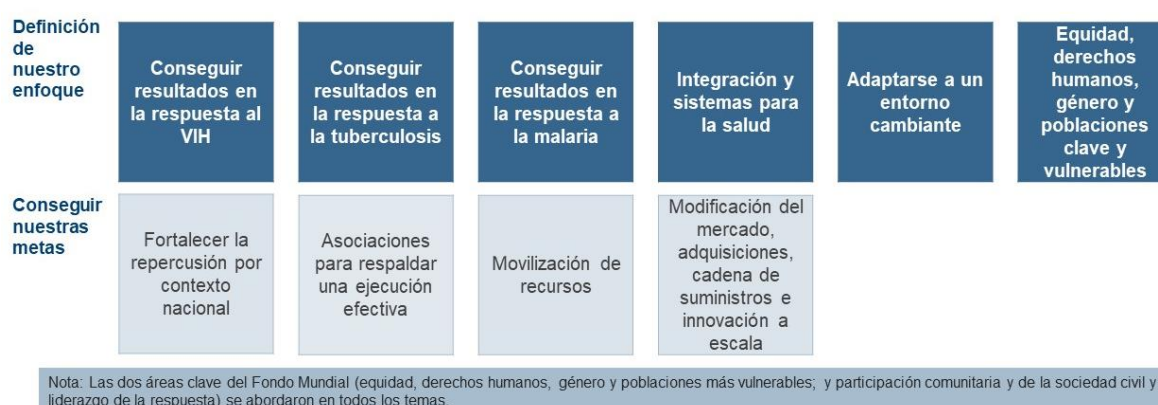 Definición
de
nuestro
enfoque
Conseguir
resultados en
la respuesta al
VIH
Conseguir
resultados en
la respuesta a
la tuberculosis
Conseguir
resultados en
la respuesta a
la malaria
Integración y
sistemas para
la salud
Adaptarse a un
entorno
cambiante
Equidad,
derechos
humanos,
género y
poblaciones
clave y
vulnerables
Conseguir
nuestras
metas
Fortalecer la
repercusión por
contexto
nacional
Asociaciones
para respaldar
una ejecución
efectiva
Movilización de
recursos
Modificación del
mercado,
adquisiciones,
cadena de
suministros e
innovación a
escala
Nota: Las dos áreas clave del Fondo Mundial (equidad, derechos humanos, género y poblaciones más vulnerables; y participación comunitaria y de la sociedad civil y
liderazgo de la respuesta) se abordaron en todos los temas.